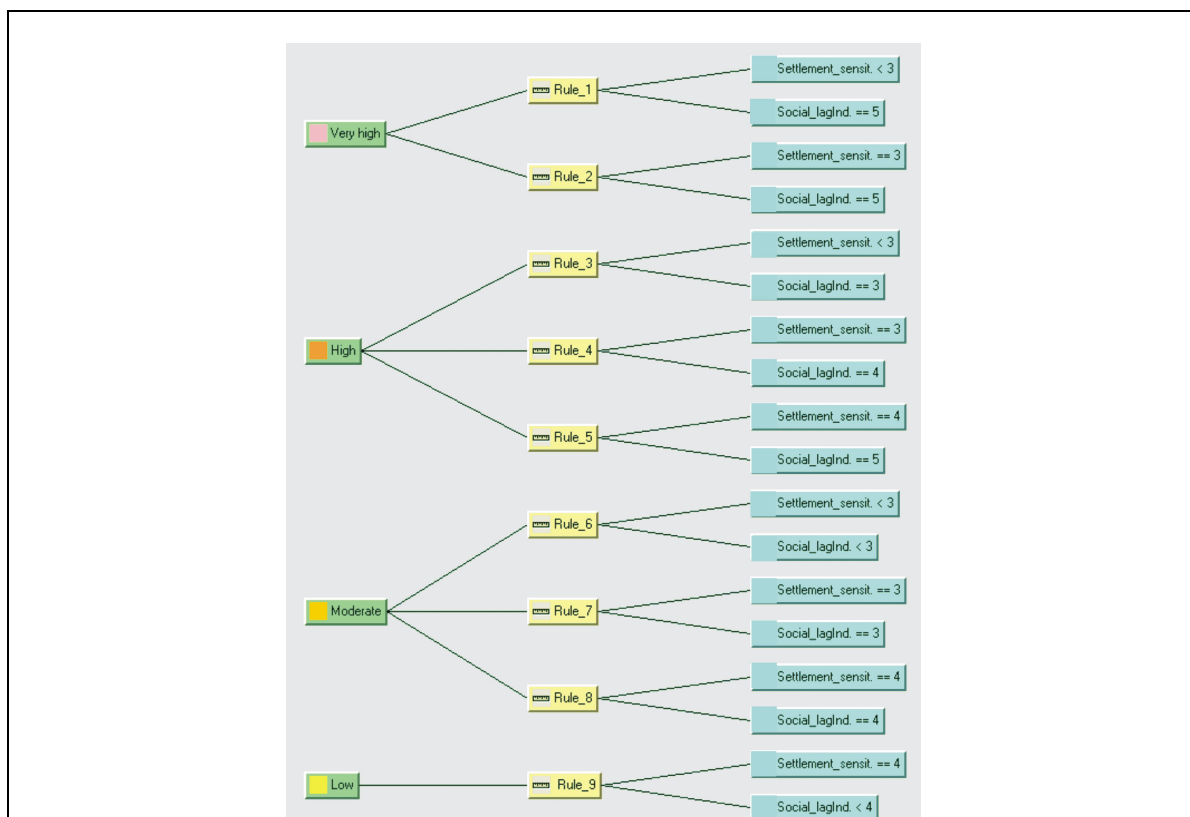 Settlement_sensit. < 3
Rule_1
Social_lagInd. == 5
Very high
Settlement_sensit. == 3
Rule_2
Social_lagInd. == 5
Settlement_sensit. < 3
Rule_3
Social_lagInd. == 3
Settlement_sensit. == 3
High
Rule_4
Social_lagInd. == 4
Settlement_sensit. == 4
Rule_5
Social_lagInd. == 5
Settlement_sensit. < 3
Rule_6
Social_lagInd. < 3
Settlement_sensit. == 3
Moderate
Rule_7
Social_lagInd. == 3
Settlement_sensit. == 4
Rule_8
Social_lagInd. == 4
Settlement_sensit. == 4
Low
Rule_9
Social_lagInd. < 4